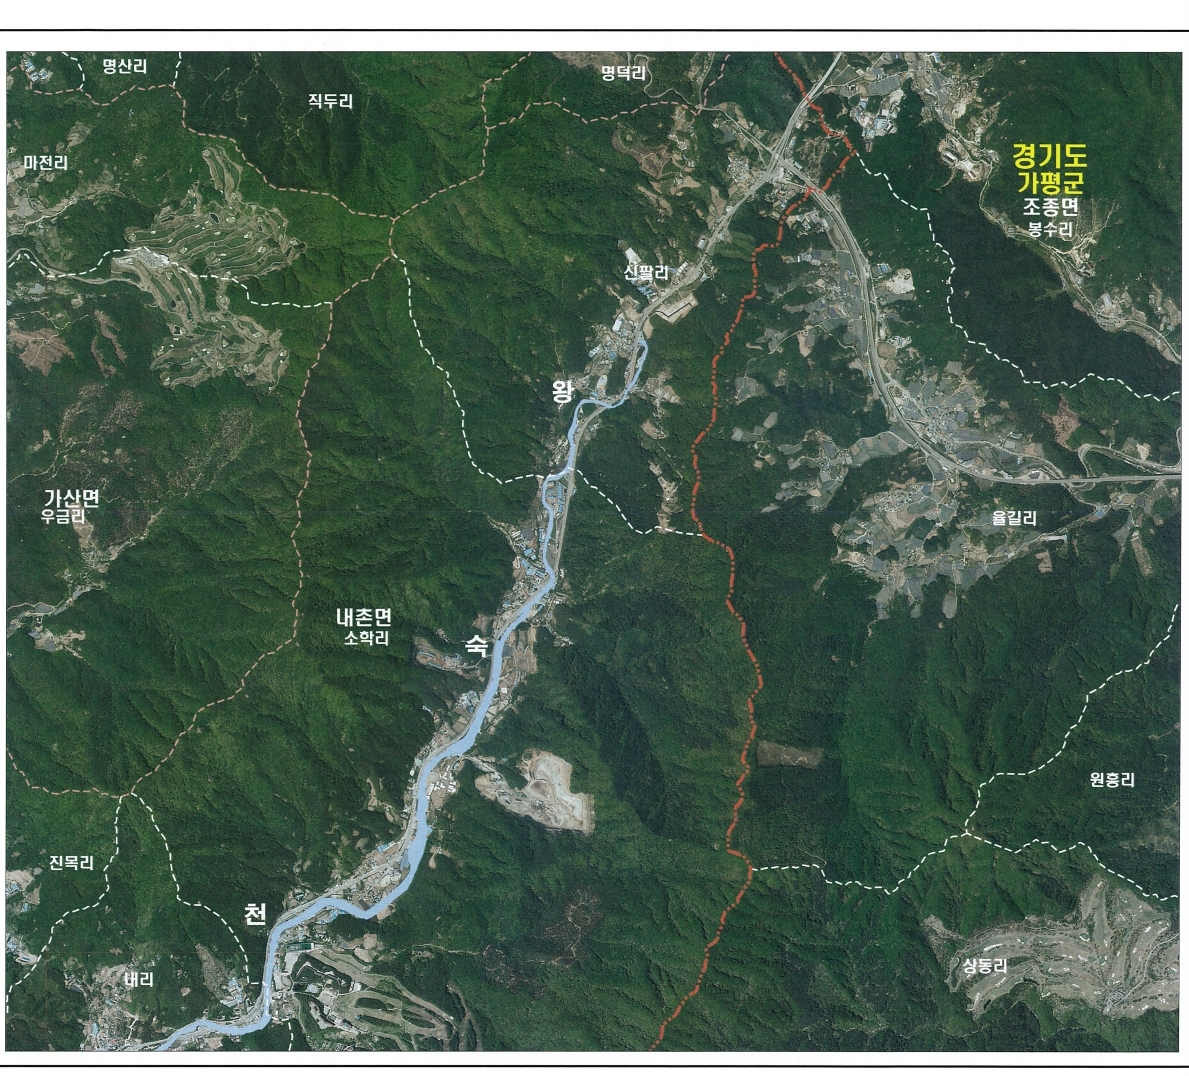 명산리
직두리
명덕리
마전리
경기도
가평군
조종면
봉수리
신팔리
왕
가산면
우금리
율길리
내촌면
소학리
숙
원흥리
진목리
천
내리
상동리